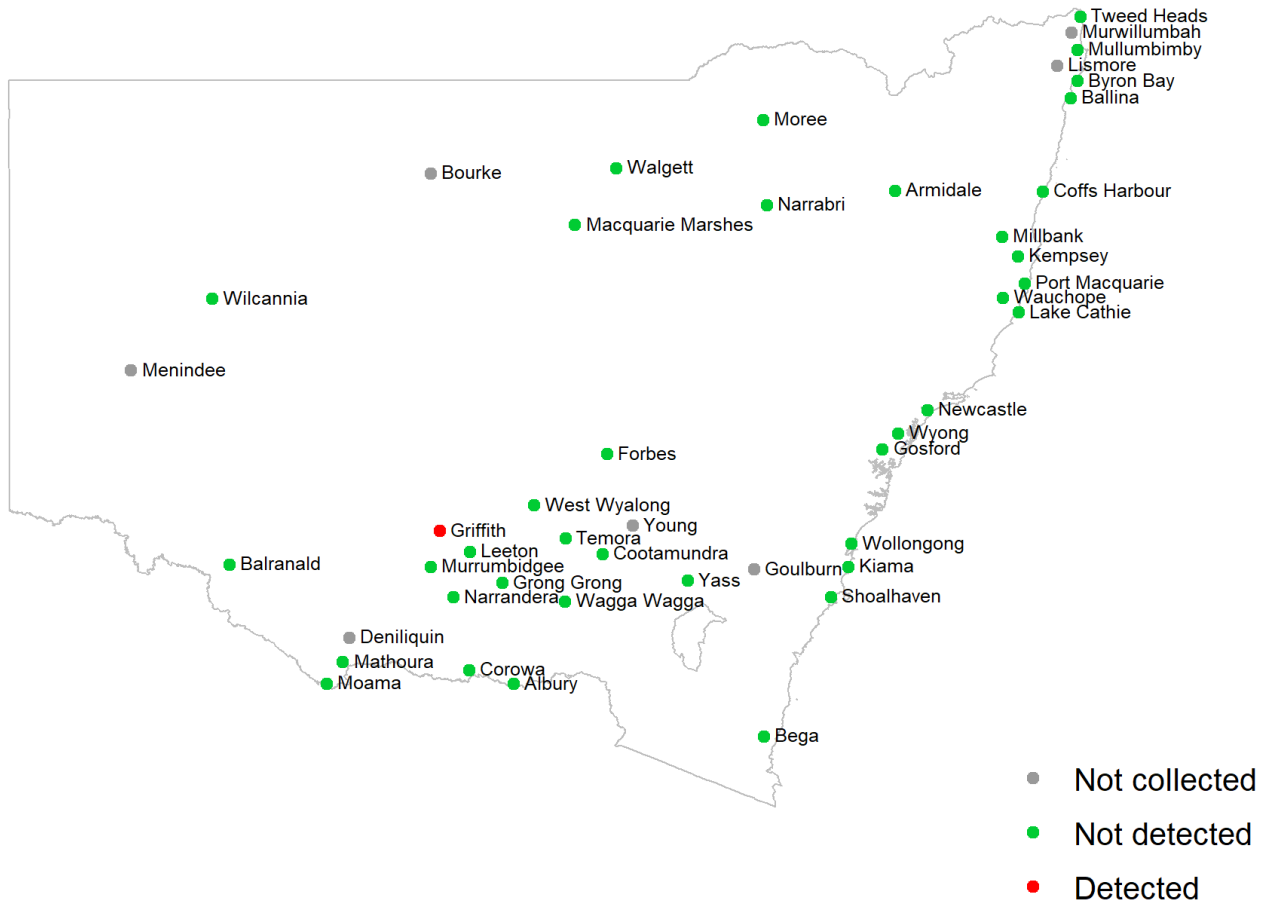 Tweed Heads
Murwillumbah
Mullumbimby
Lismore
Byron Bay
Ballina
Moree
Walgett
Bourke
Armidale
Coffs Harbour
Narrabri
Macquarie Marshes
Millbank
Kempsey
Port Macquarie
Wauchope
Wilcannia
Lake Cathie
Menindee
Newcastle
Wyong
Gosford
Forbes
West Wyalong
Young
Griffith
Temora
Wollongong
Leeton
Cootamundra
Balranald
Murrumbidgee
Goulburn
Kiama
Grong Grong
Yass
Narrandera
Wagga Wagga
Shoalhaven
Deniliquin
Mathoura
Corowa
Moama
Albury
Bega
Not collected
Not detected
Detected